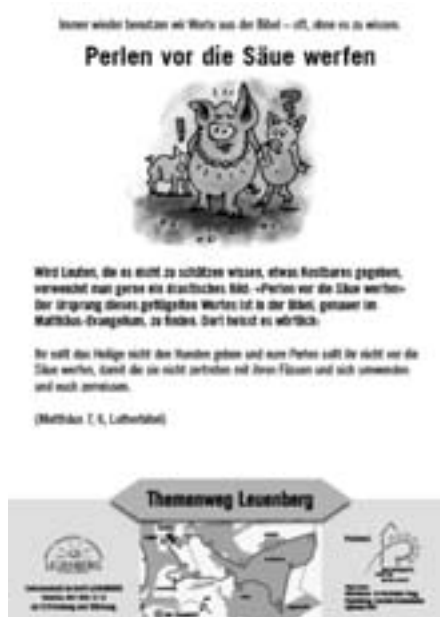 Immer wieder benutzen wir Worte aus der Bibel – oft, ohne es zu wissen.
Perlen vor die Säue werfen
Wird Leuten, die es nicht zu schätzen wissen, etwas Kostbares gegeben,
verwendet man gerne ein drastisches Bild: «Perlen vor die Säue werfen»
Der Ursprung dieses geflügelten Wortes ist in der Bibel, genauer im
Matthäus-Evangelium, zu finden. Dort heisst es wörtlich:
Ihr sollt das Heilige nicht den Hunden geben und eure Perlen sollt ihr nicht vor die
Säue werfen, damit die sie nicht zertreten mit ihren Füssen und sich umwenden
und euch zerreissen.
(Matthäus 7, 6, Lutherbibel)
Themenweg Leuenberg
LEUENBERG